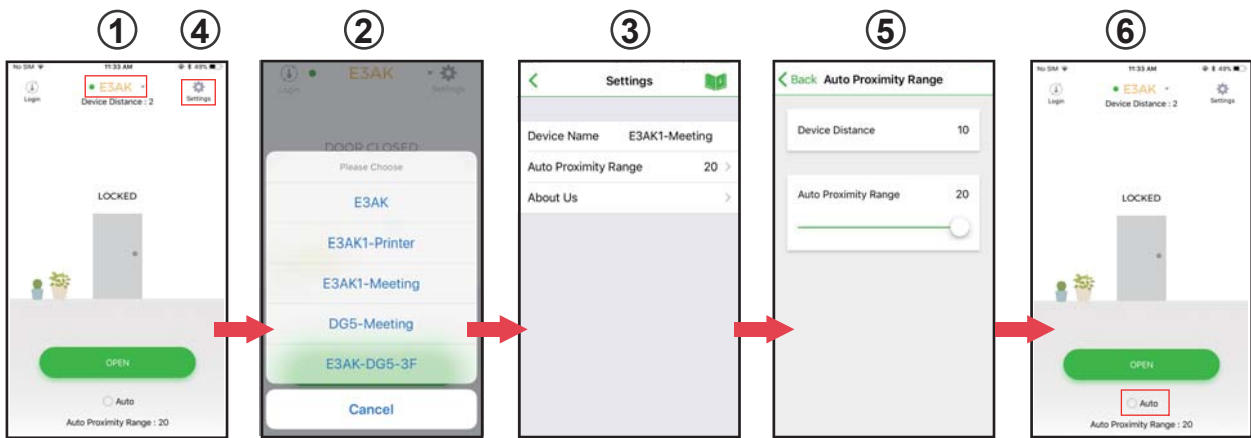 ① ④ ② ③ ⑤ ⑥
No SIM 11:33 AM 49%
Login
E3AK
Settings
Device Distance : 2
LOCKED
OPEN
Auto
Auto Proximity Range : 20
E3AK
Login
Settings
DOOR CLOSED
Please Choose
E3AK
E3AK1-Printer
E3AK1-Meeting
DG5-Meeting
E3AK-DG5-3F
Cancel
Settings
Device Name E3AK1-Meeting
Auto Proximity Range 20
About Us
Back Auto Proximity Range
Device Distance 10
Auto Proximity Range 20
No SIM 11:33 AM 49%
Login
E3AK
Settings
Device Distance : 2
LOCKED
OPEN
Auto
Auto Proximity Range : 20